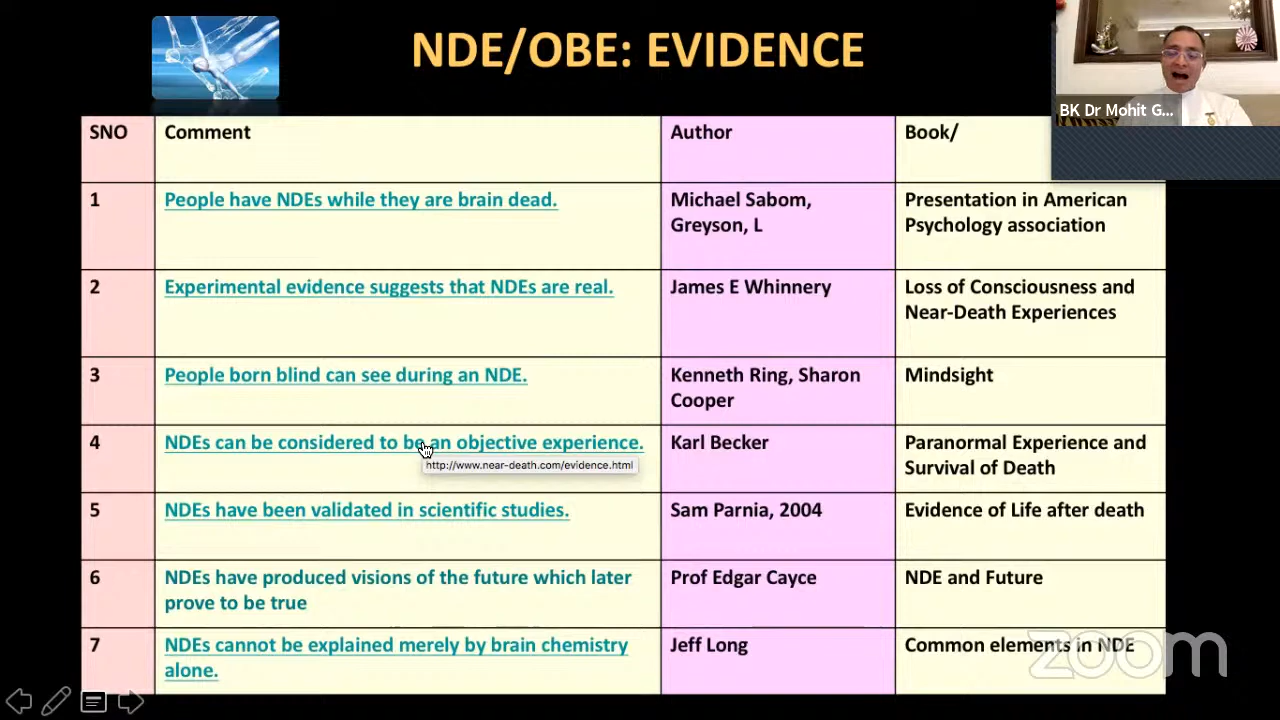 NDE/OBE: EVIDENCE
BK Dr Mohit G...
SNO Comment Author Book/
1 People have NDEs while they are brain dead. Michael Sabom, Presentation in American
Greyson, L Psychology association
2 Experimental evidence suggests that NDEs are real. James E Whinnery Loss of Consciousness and
Near-Death Experiences
3 People born blind can see during an NDE. Kenneth Ring, Sharon Mindsight
Cooper
4 NDEs can be considered to be an objective experience. Karl Becker Paranormal Experience and
http://www.near-death.com/evidence.html Survival of Death
5 NDEs have been validated in scientific studies. Sam Parnia, 2004 Evidence of Life after death
6 NDEs have produced visions of the future which later Prof Edgar Cayce NDE and Future
prove to be true
7 NDEs cannot be explained merely by brain chemistry Jeff Long Common elements in NDE
alone.
zoom